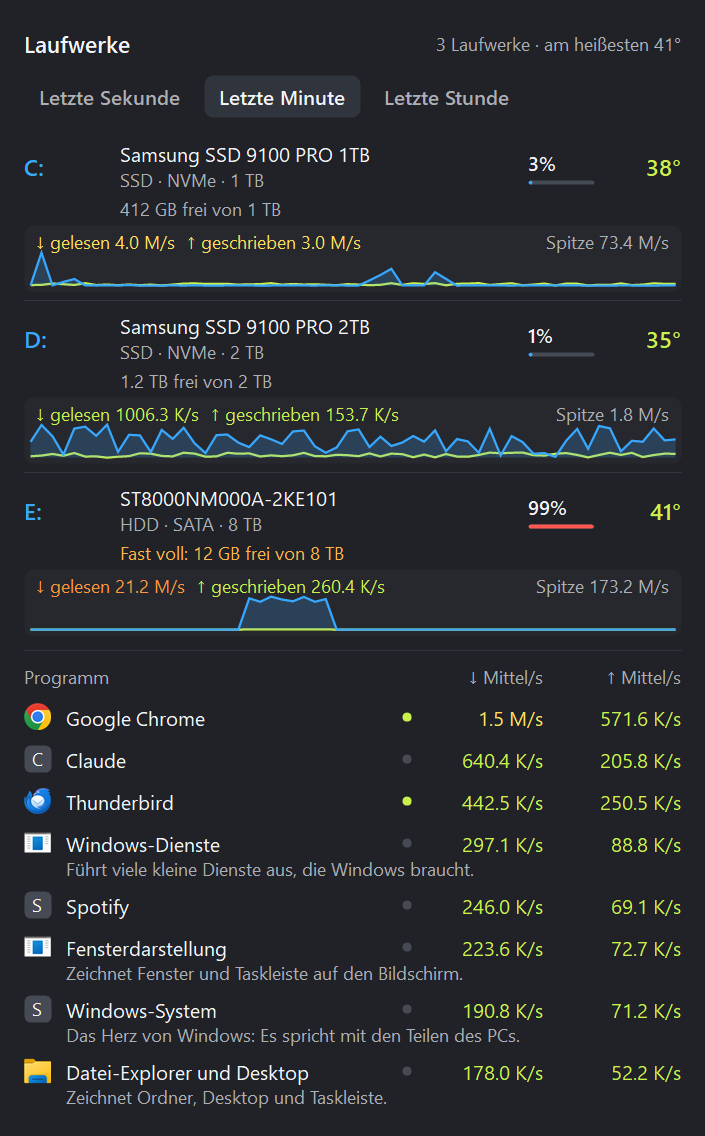 Laufwerke
3 Laufwerke · am heißesten 41°
Letzte Sekunde Letzte Minute Letzte Stunde
C:
Samsung SSD 9100 PRO 1TB
SSD · NVMe · 1 TB
412 GB frei von 1 TB
3%
38°
↓ gelesen 4.0 M/s ↑ geschrieben 3.0 M/s
Spitze 73.4 M/s
D:
Samsung SSD 9100 PRO 2TB
SSD · NVMe · 2 TB
1.2 TB frei von 2 TB
1%
35°
↓ gelesen 1006.3 K/s ↑ geschrieben 153.7 K/s
Spitze 1.8 M/s
E:
ST8000NM000A-2KE101
HDD · SATA · 8 TB
Fast voll: 12 GB frei von 8 TB
99%
41°
↓ gelesen 21.2 M/s ↑ geschrieben 260.4 K/s
Spitze 173.2 M/s
Programm ↓ Mittel/s ↑ Mittel/s
Google Chrome 1.5 M/s 571.6 K/s
C Claude 640.4 K/s 205.8 K/s
Thunderbird 442.5 K/s 250.5 K/s
Windows-Dienste 297.1 K/s 88.8 K/s
Führt viele kleine Dienste aus, die Windows braucht.
S Spotify 246.0 K/s 69.1 K/s
Fensterdarstellung 223.6 K/s 72.7 K/s
Zeichnet Fenster und Taskleiste auf den Bildschirm.
S Windows-System 190.8 K/s 71.2 K/s
Das Herz von Windows: Es spricht mit den Teilen des PCs.
Datei-Explorer und Desktop 178.0 K/s 52.2 K/s
Zeichnet Ordner, Desktop und Taskleiste.